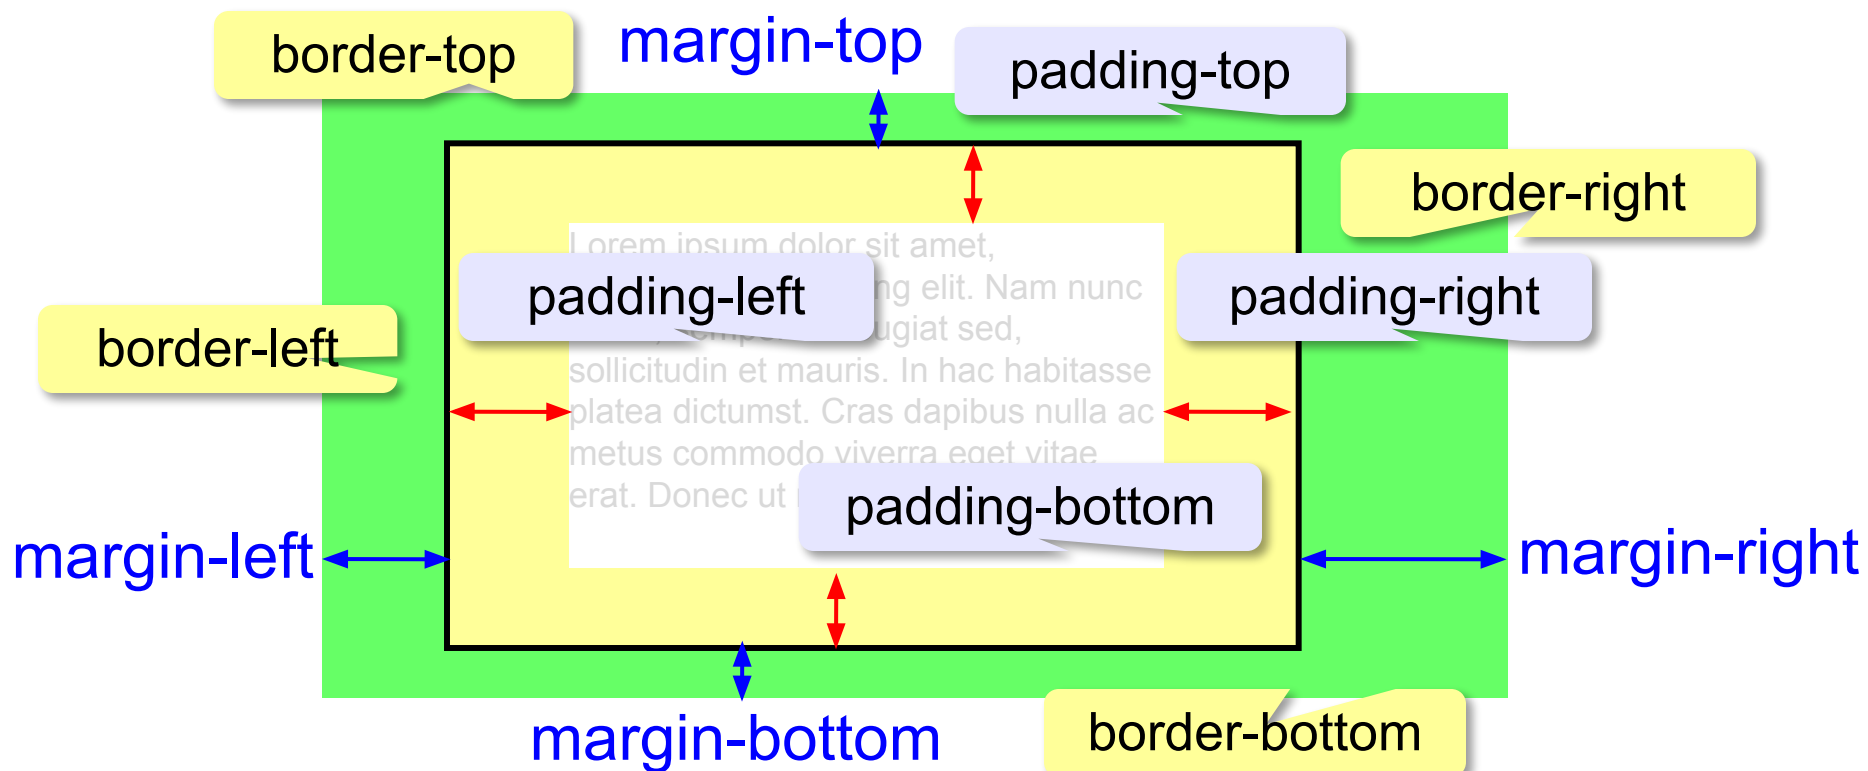 border-top
margin-top
padding-top
border-right
Lorem ipsum dolor sit amet,
padding-left
elit. Nam nunc
padding-right
border-left
sed,
sollicitudin et mauris. In hac habitasse
platea dictumst. Cras dapibus nulla ac
metus commodo viverra eget vitae
erat. Donec ut
padding-bottom
margin-left
margin-right
margin-bottom
border-bottom